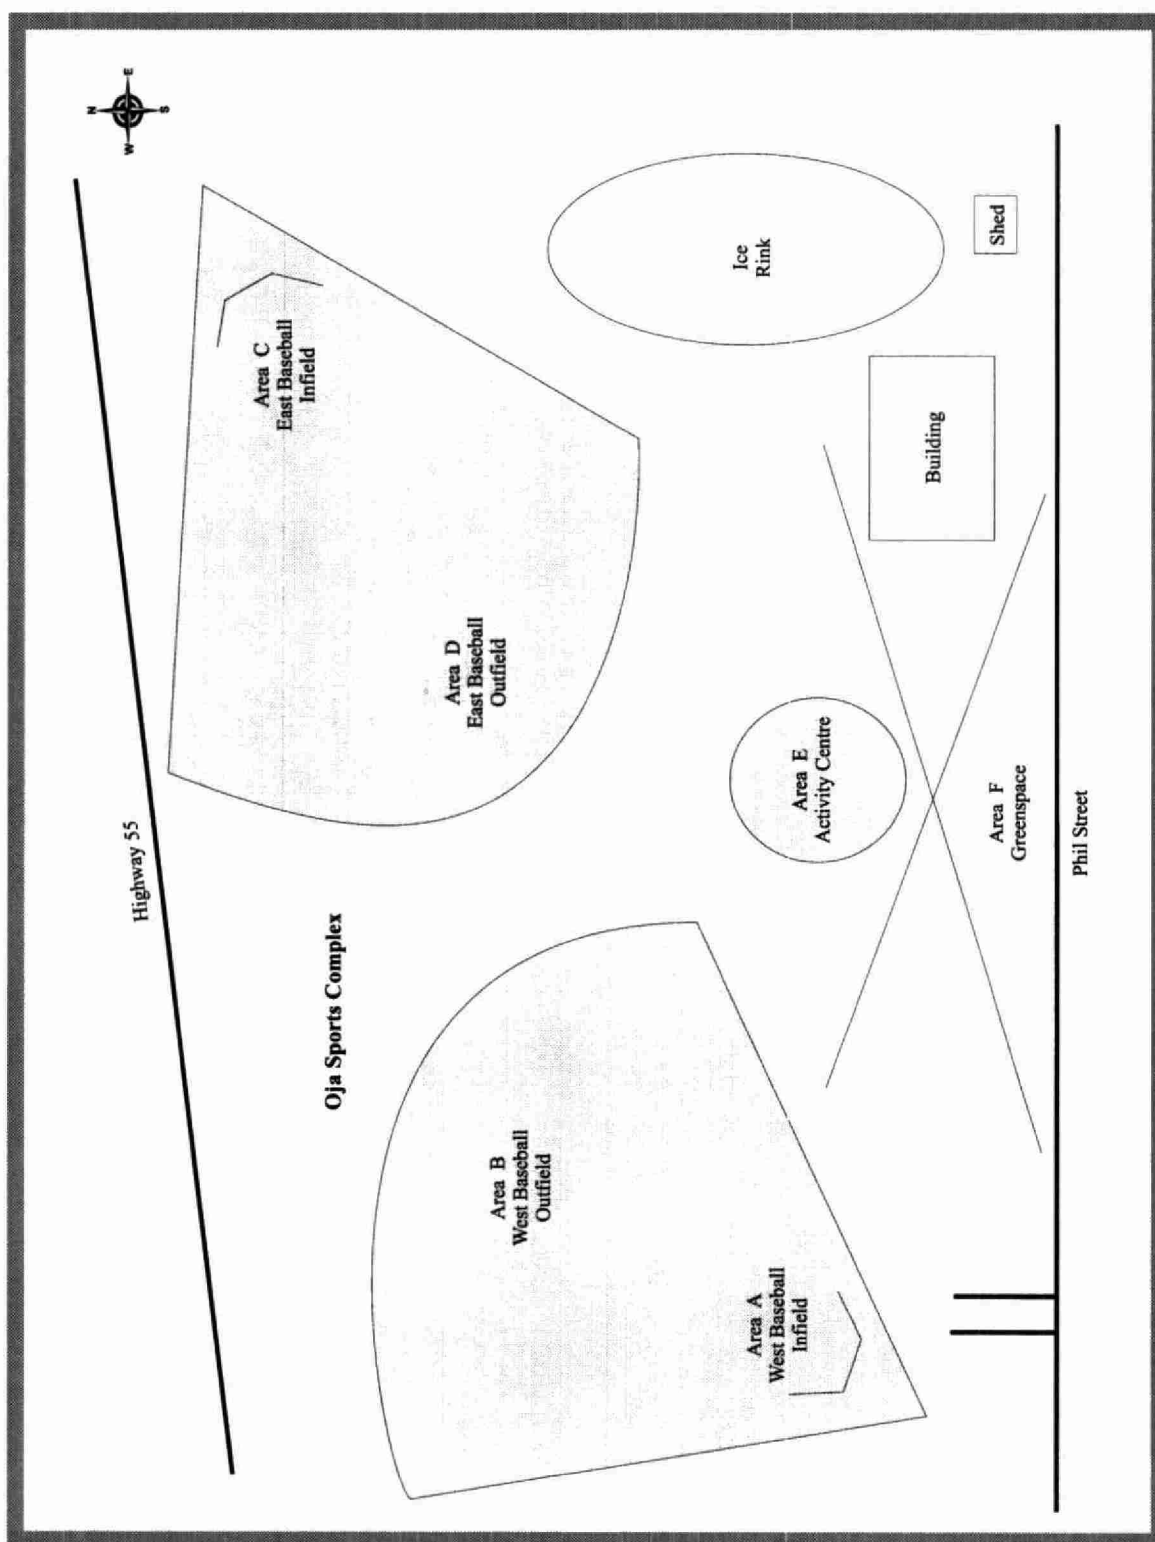 N
W E
S
Highway 55
Oja Sports Complex
Area C
East Baseball
Infield
Area D
East Baseball
Outfield
Area B
West Baseball
Outfield
Area A
West Baseball
Infield
Ice
Rink
Area E
Activity Centre
Building
Shed
Area F
Greenspace
Phil Street